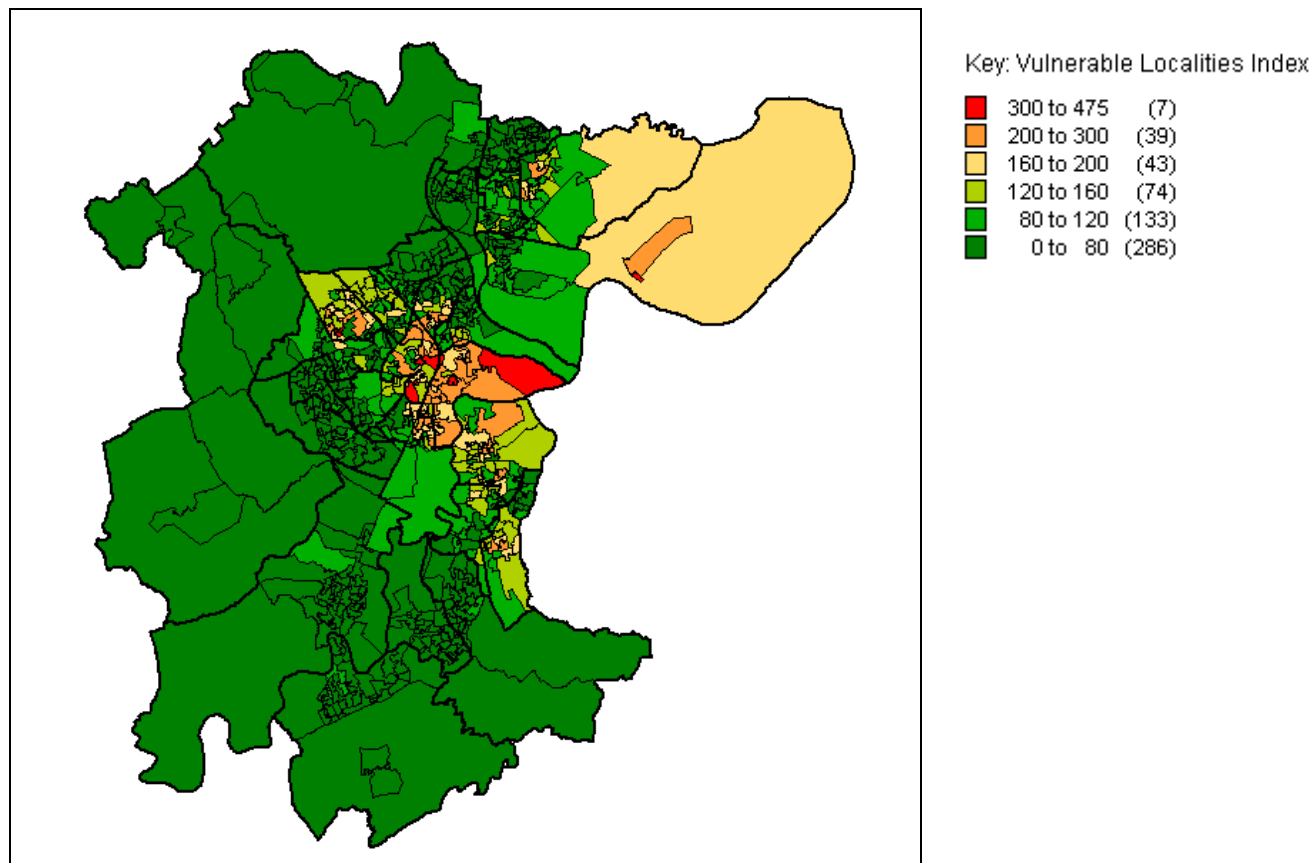 Key: Vulnerable Localities Index
300 to 475 (7)
200 to 300 (39)
160 to 200 (43)
120 to 160 (74)
80 to 120 (133)
0 to 80 (286)